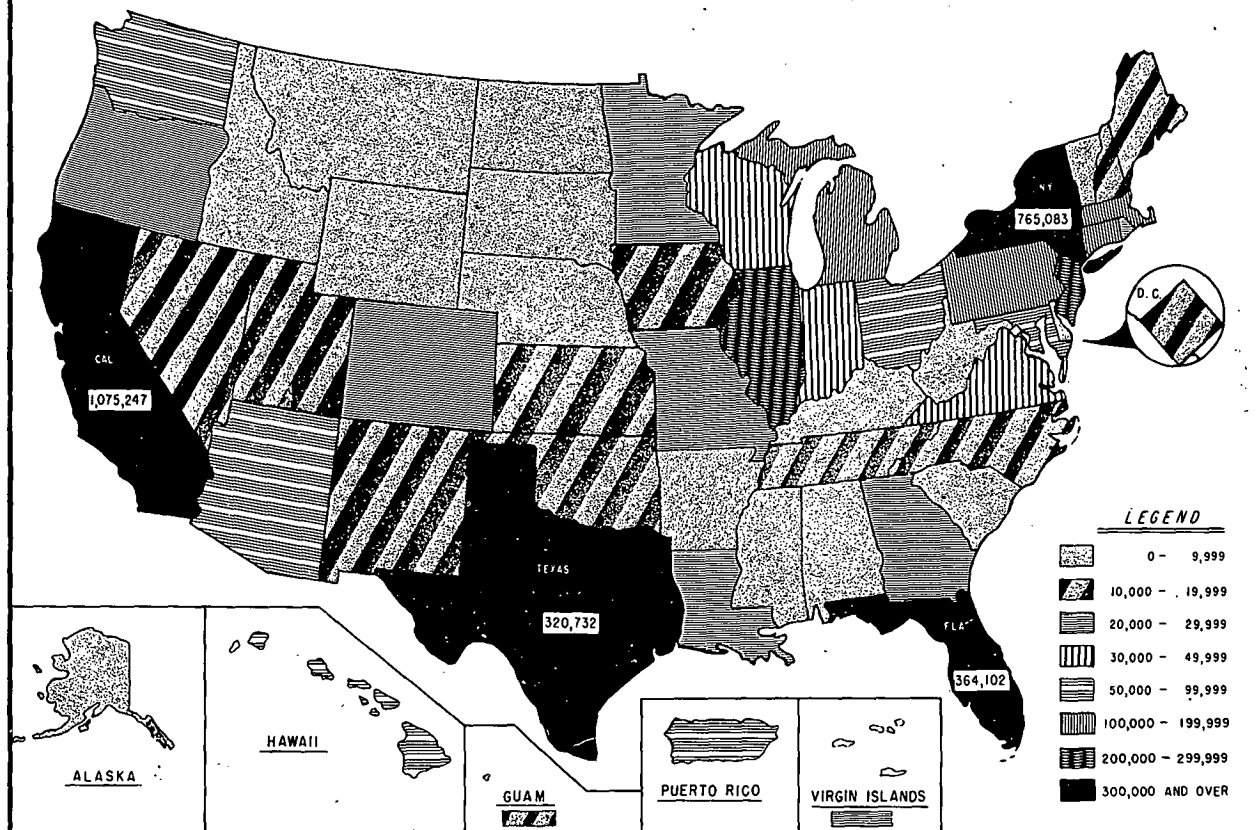 NY
765,083
D. C.
CAL
1,075,247
TEXAS
320,732
FLA
364,102
LEGEND
0 - 9,999
10,000 - 19,999
20,000 - 29,999
30,000 - 49,999
50,000 - 99,999
100,000 - 199,999
200,000 - 299,999
300,000 AND OVER
ALASKA
HAWAII
GUAM
PUERTO RICO
VIRGIN ISLANDS